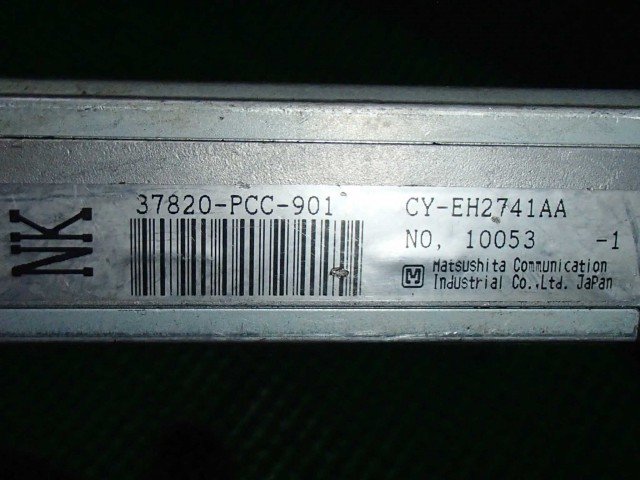 NK
37820-PCC-901
CY-EH2741AA
NO, 10053 -1
M Matsushita Communication
Industrial Co.,Ltd. JaPan